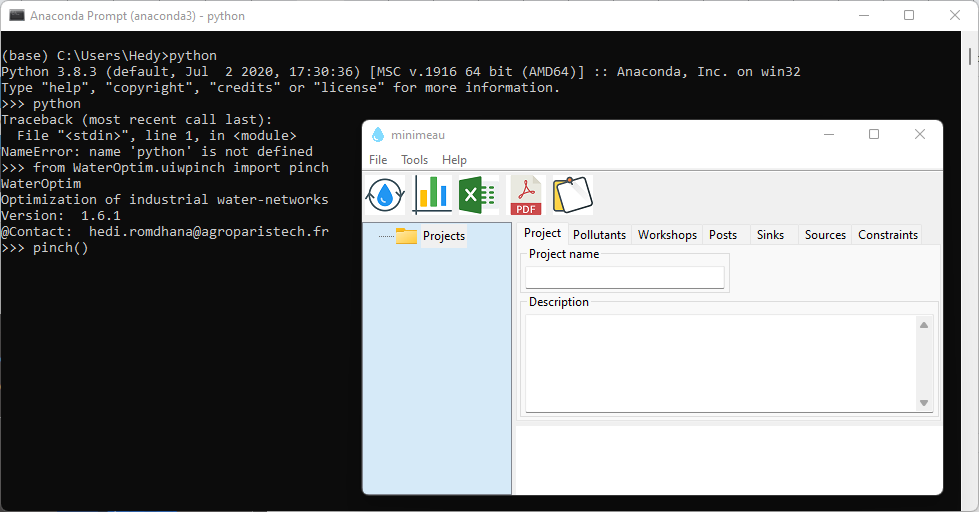 Anaconda Prompt (anaconda3) - python
(base) C:\Users\Hedy>python
Python 3.8.3 (default, Jul  2 2020, 17:30:36) [MSC v.1916 64 bit (AMD64)] :: Anaconda, Inc. on win32
Type "help", "copyright", "credits" or "license" for more information.
>>> python
Traceback (most recent call last):
  File "<stdin>", line 1, in <module>
NameError: name 'python' is not defined
>>> from WaterOptim.uiwpinch import pinch
WaterOptim
Optimization of industrial water-networks
Version:  1.6.1
@Contact:  hedi.romdhana@agroparistech.fr
>>> pinch()
minimeau
File Tools Help
PDF
Projects
Project Pollutants Workshops Posts Sinks Sources Constraints
Project name
Description